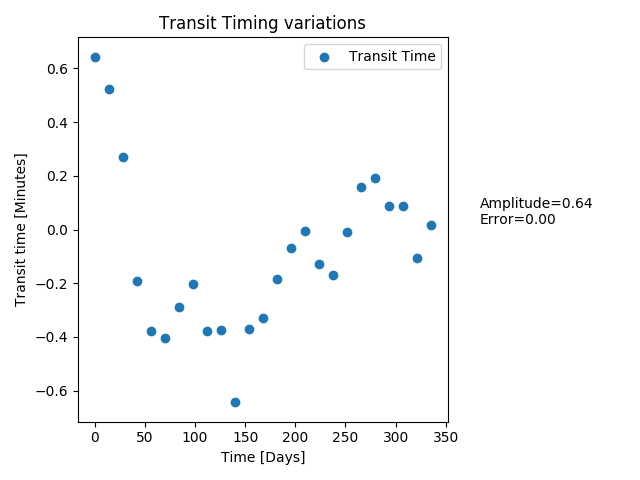 Transit Timing variations
Transit Time
Transit time [Minutes]
0.6
0.4
0.2
0.0
−0.2
−0.4
−0.6
Amplitude=0.64
Error=0.00
0 50 100 150 200 250 300 350
Time [Days]